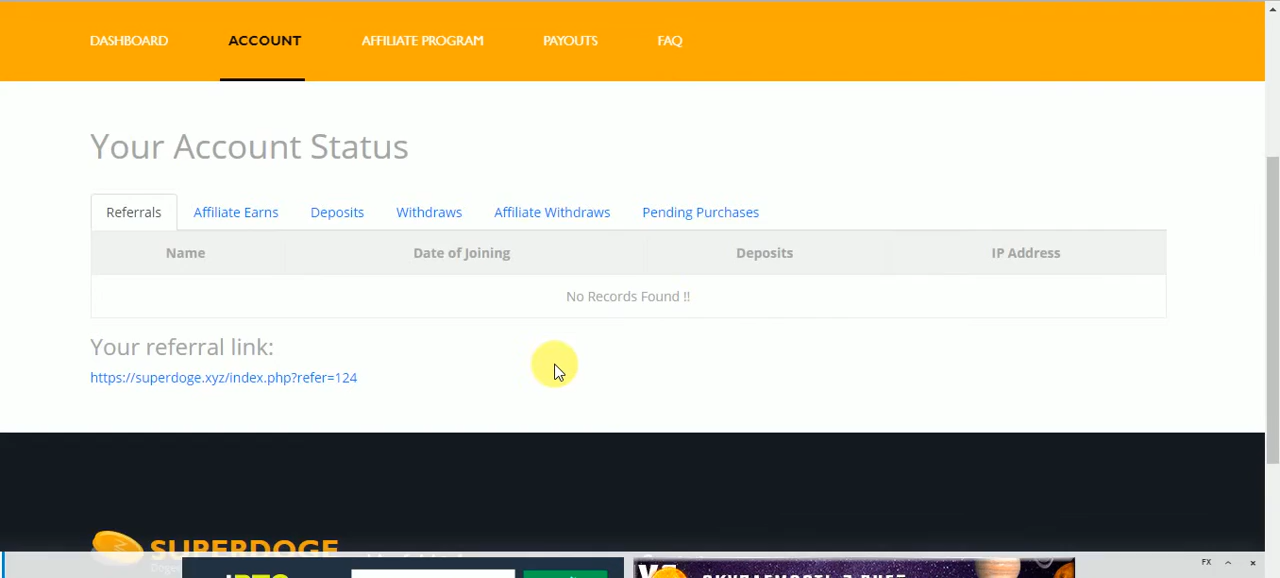 DASHBOARD ACCOUNT AFFILIATE PROGRAM PAYOUTS FAQ
Your Account Status
Referrals Affiliate Earns Deposits Withdraws Affiliate Withdraws Pending Purchases
Name Date of Joining Deposits IP Address
No Records Found !!
Your referral link:
https://superdoge.xyz/index.php?refer=124
SUPERDOGE
FX